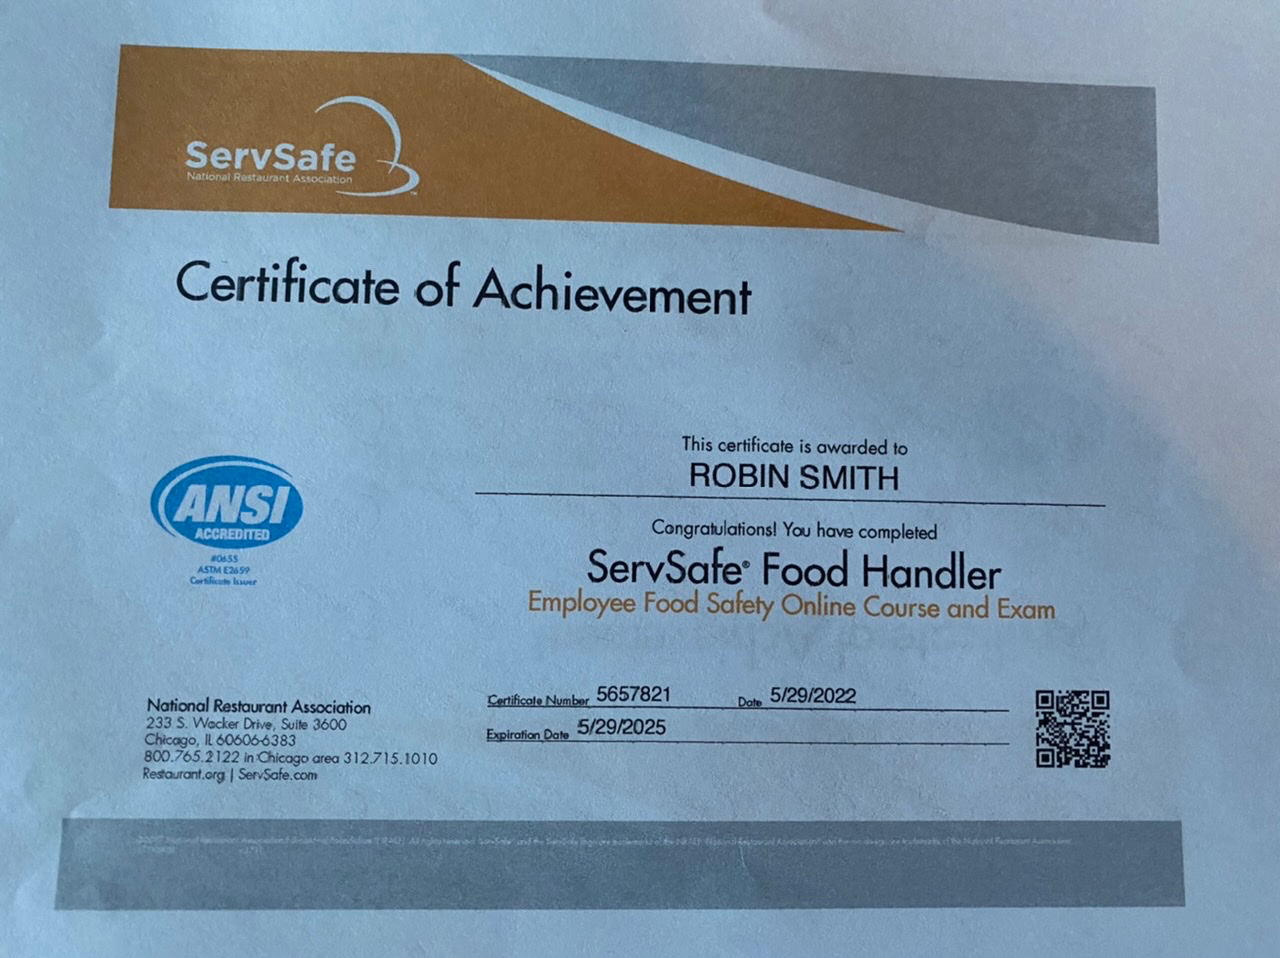 ServSafe
National Restaurant Association
Certificate of Achievement
This certificate is awarded to
ROBIN SMITH
Congratulations! You have completed
ServSafe® Food Handler
Employee Food Safety Online Course and Exam
ANSI
ACCREDITED
#0655
ASTM E2659
Certificate Issuer
Certificate Number 5657821 Date 5/29/2022
Expiration Date 5/29/2025
National Restaurant Association
233 S. Wacker Drive, Suite 3600
Chicago, IL 60606-6383
800.765.2122 in Chicago area 312.715.1010
Restaurant.org | ServSafe.com